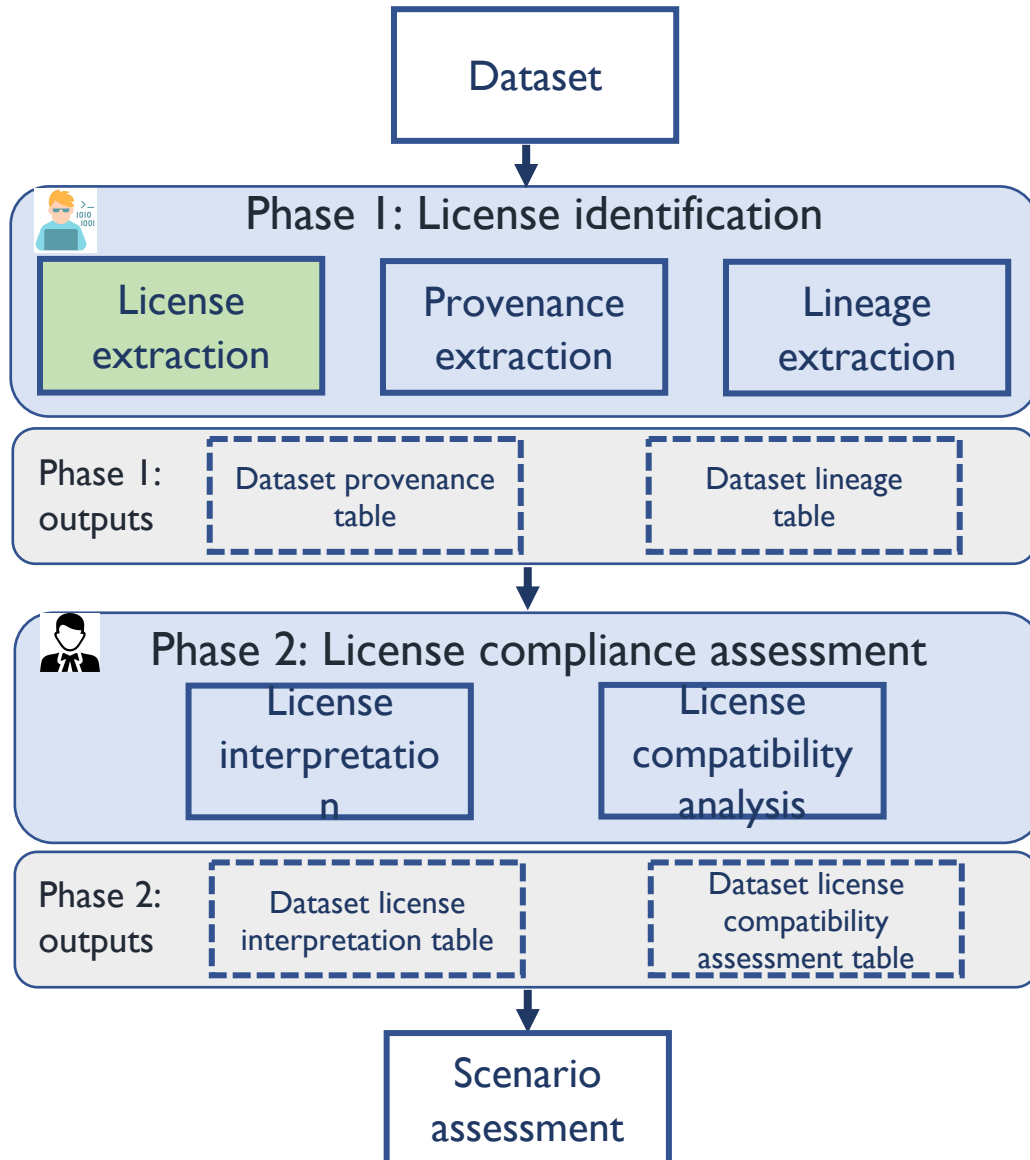 Dataset
>_
1010
1001
Phase 1: License identification
License
extraction
Provenance
extraction
Lineage
extraction
Phase 1:
outputs
Dataset provenance
table
Dataset lineage
table
Phase 2: License compliance assessment
License
interpretatio
n
License
compatibility
analysis
Phase 2:
outputs
Dataset license
interpretation table
Dataset license
compatibility
assessment table
Scenario
assessment